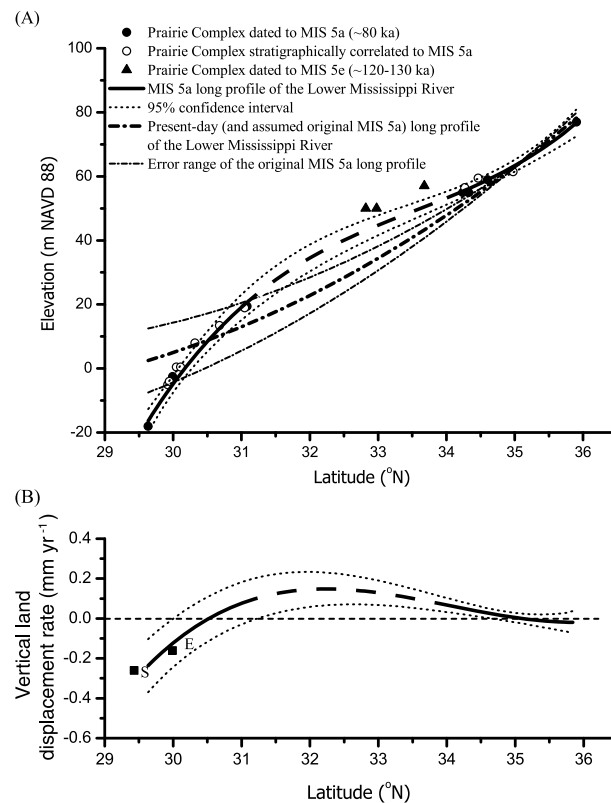 (A)
Prairie Complex dated to MIS 5a (~80 ka)
Prairie Complex stratigraphically correlated to MIS 5a
Prairie Complex dated to MIS 5e (~120-130 ka)
MIS 5a long profile of the Lower Mississippi River
95% confidence interval
Present-day (and assumed original MIS 5a) long profile
of the Lower Mississippi River
Error range of the original MIS 5a long profile
100
80
60
40
20
0
-20
Elevation (m NAVD 88)
29 30 31 32 33 34 35 36
Latitude (°N)
(B)
0.4
0.2
0.0
-0.2
-0.4
-0.6
Vertical land
displacement rate (mm yr⁻¹)
S
E
29 30 31 32 33 34 35 36
Latitude (°N)